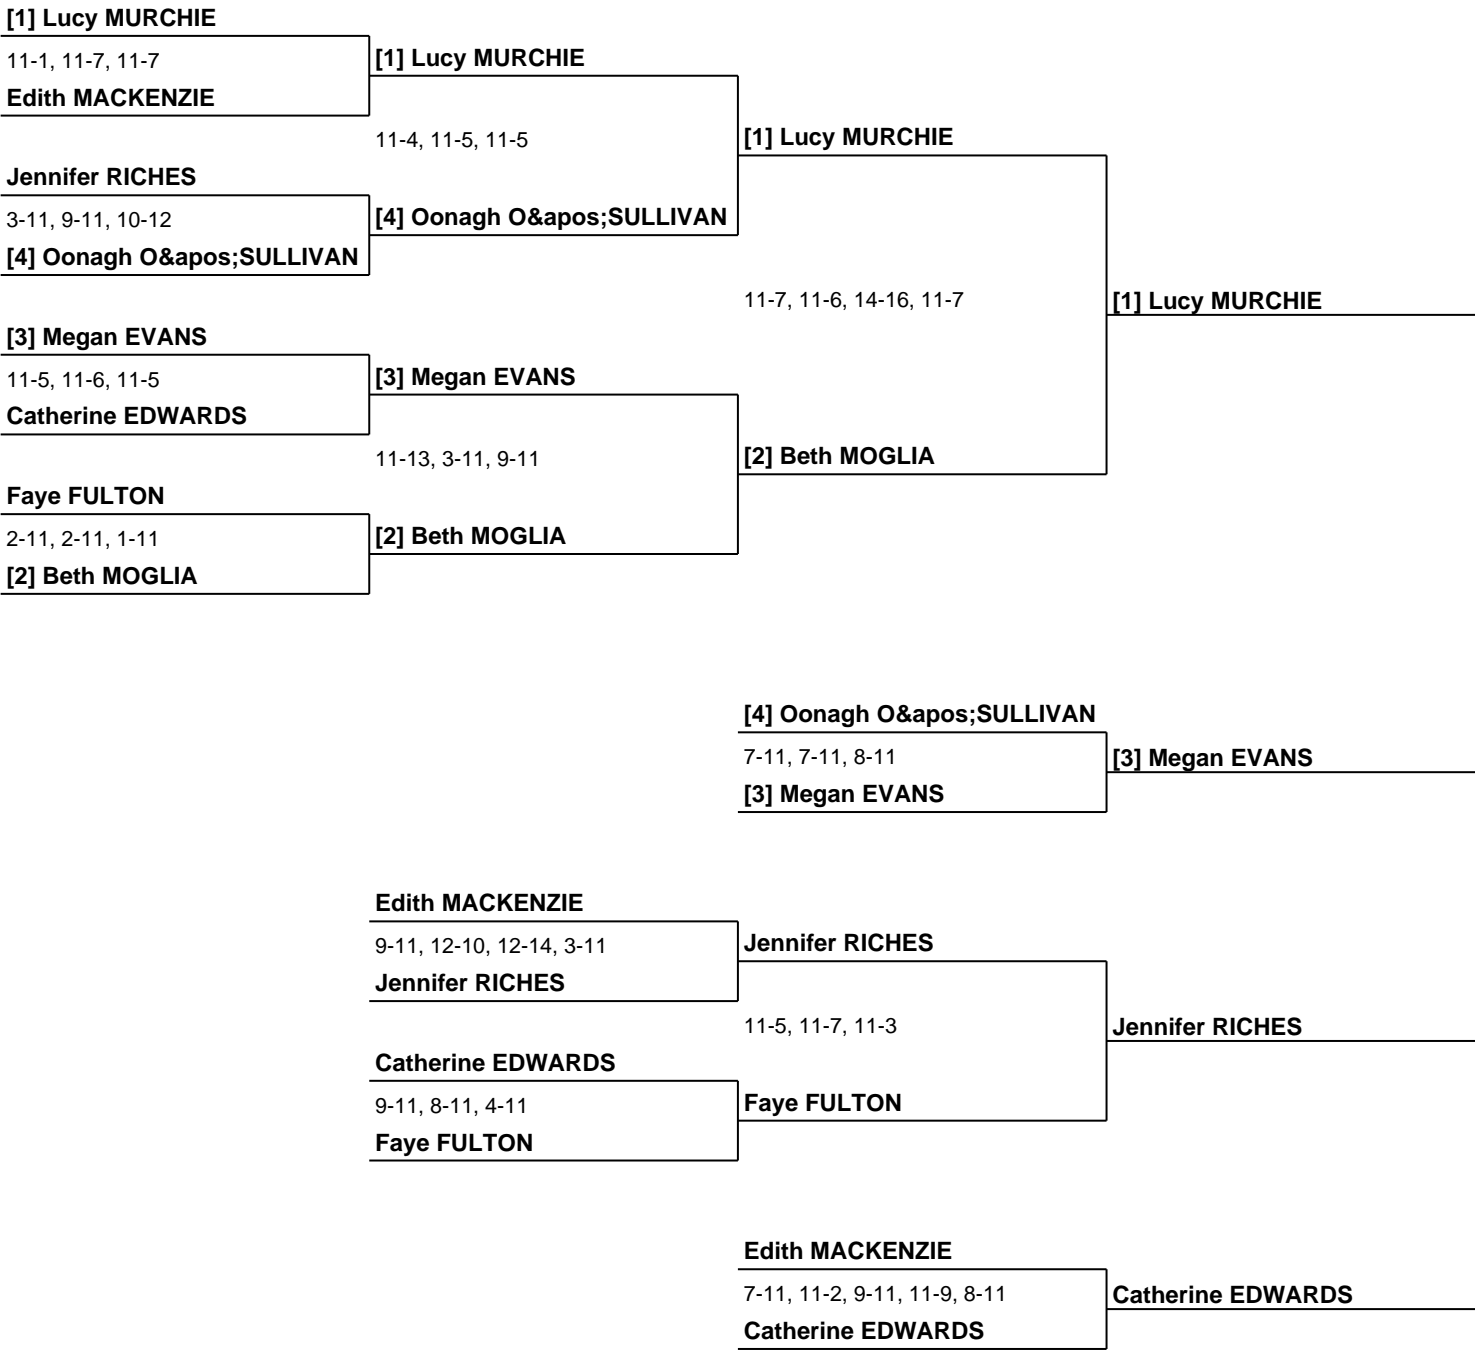 [1] Lucy MURCHIE
11-1, 11-7, 11-7
Edith MACKENZIE
[1] Lucy MURCHIE
11-4, 11-5, 11-5
[1] Lucy MURCHIE
Jennifer RICHES
3-11, 9-11, 10-12
[4] Oonagh O&apos;SULLIVAN
[4] Oonagh O&apos;SULLIVAN
11-7, 11-6, 14-16, 11-7
[1] Lucy MURCHIE
[3] Megan EVANS
11-5, 11-6, 11-5
Catherine EDWARDS
[3] Megan EVANS
11-13, 3-11, 9-11
[2] Beth MOGLIA
Faye FULTON
2-11, 2-11, 1-11
[2] Beth MOGLIA
[2] Beth MOGLIA
[4] Oonagh O&apos;SULLIVAN
7-11, 7-11, 8-11
[3] Megan EVANS
[3] Megan EVANS
Edith MACKENZIE
9-11, 12-10, 12-14, 3-11
Jennifer RICHES
Jennifer RICHES
11-5, 11-7, 11-3
Jennifer RICHES
Catherine EDWARDS
9-11, 8-11, 4-11
Faye FULTON
Faye FULTON
Edith MACKENZIE
7-11, 11-2, 9-11, 11-9, 8-11
Catherine EDWARDS
Catherine EDWARDS